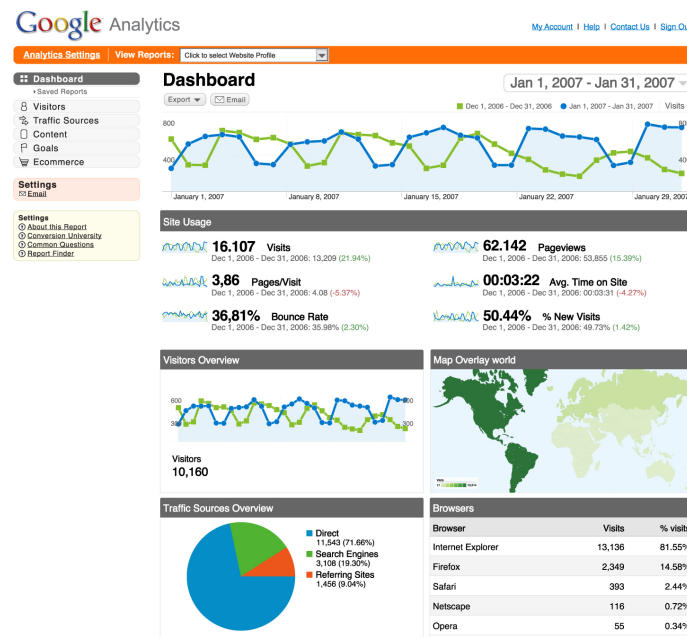 Google Analytics
My Account | Help | Contact Us | Sign Ou
Analytics Settings | View Reports: Click to select Website Profile
Dashboard
Saved Reports
Visitors
Traffic Sources
Content
Goals
Ecommerce
Settings
Email
Settings
About this Report
Conversion University
Common Questions
Report Finder
Dashboard
Jan 1, 2007 - Jan 31, 2007
Export Email
Dec 1, 2006 - Dec 31, 2006 Jan 1, 2007 - Jan 31, 2007 Visits
800 80
400 40
January 1, 2007 January 8, 2007 January 15, 2007 January 22, 2007 January 29, 2007
Site Usage
16.107 Visits
Dec 1, 2006 - Dec 31, 2006: 13,209 (21.94%)
62.142 Pageviews
Dec 1, 2006 - Dec 31, 2006: 53,855 (15.39%)
3,86 Pages/Visit
Dec 1, 2006 - Dec 31, 2006: 4.08 (-5.37%)
00:03:22 Avg. Time on Site
Dec 1, 2006 - Dec 31, 2006: 00:03:31 (-4.27%)
36,81% Bounce Rate
Dec 1, 2006 - Dec 31, 2006: 35.98% (2.30%)
50.44% % New Visits
Dec 1, 2006 - Dec 31, 2006: 49.73% (1.42%)
Visitors Overview
600 600
300 300
Visitors
10,160
Map Overlay world
Traffic Sources Overview
Direct
11,543 (71.66%)
Search Engines
3,108 (19.30%)
Referring Sites
1,456 (9.04%)
Browsers
Browser Visits % visits
Internet Explorer 13,136 81.55%
Firefox 2,349 14.58%
Safari 393 2.44%
Netscape 116 0.72%
Opera 55 0.34%